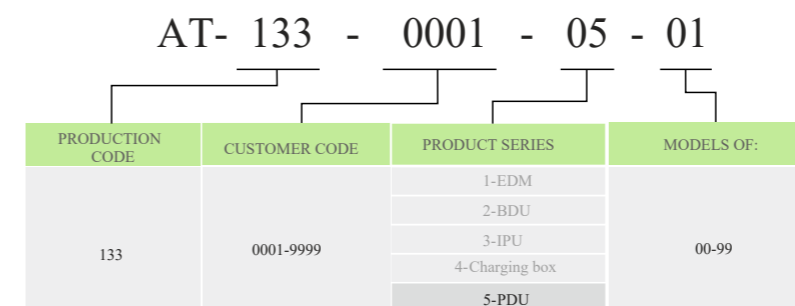 AT- 133 - 0001 - 05 - 01
PRODUCTION
CODE
CUSTOMER CODE
PRODUCT SERIES
MODELS OF:
133
0001-9999
1-EDM
2-BDU
3-IPU
4-Charging box
5-PDU
00-99